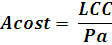 Acost = LCC / Pa